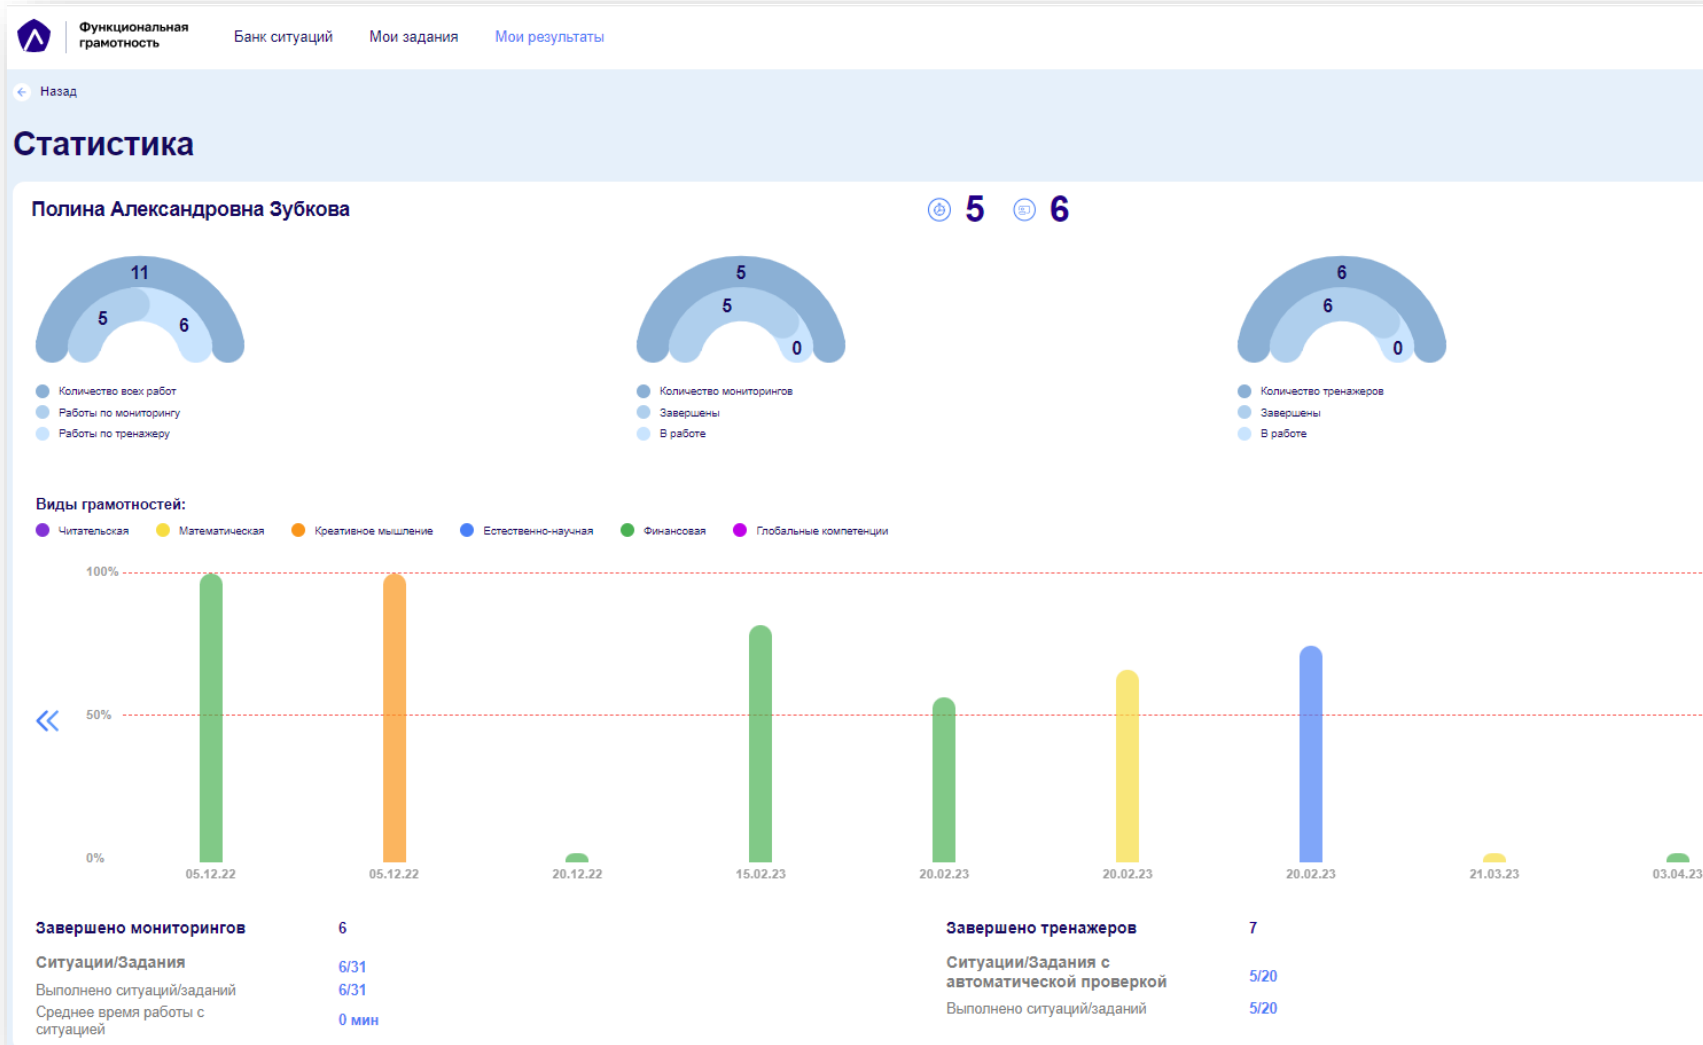 Функциональная
грамотность
Банк ситуаций Мои задания Мои результаты
Назад
Статистика
Полина Александровна Зубкова 5 6
11
5 6
Количество всех работ
Работы по мониторингу
Работы по тренажеру
5
5
0
Количество мониторингов
Завершены
В работе
6
6
0
Количество тренажеров
Завершены
В работе
Виды грамотностей:
Читательская Математическая Креативное мышление Естественно-научная Финансовая Глобальные компетенции
100%
50%
0%
05.12.22 05.12.22 20.12.22 15.02.23 20.02.23 20.02.23 20.02.23 21.03.23 03.04.23
Завершено мониторингов 6
Ситуации/Задания 6/31
Выполнено ситуаций/заданий 6/31
Среднее время работы с
ситуацией 0 мин
Завершено тренажеров 7
Ситуации/Задания с
автоматической проверкой 5/20
Выполнено ситуаций/заданий 5/20